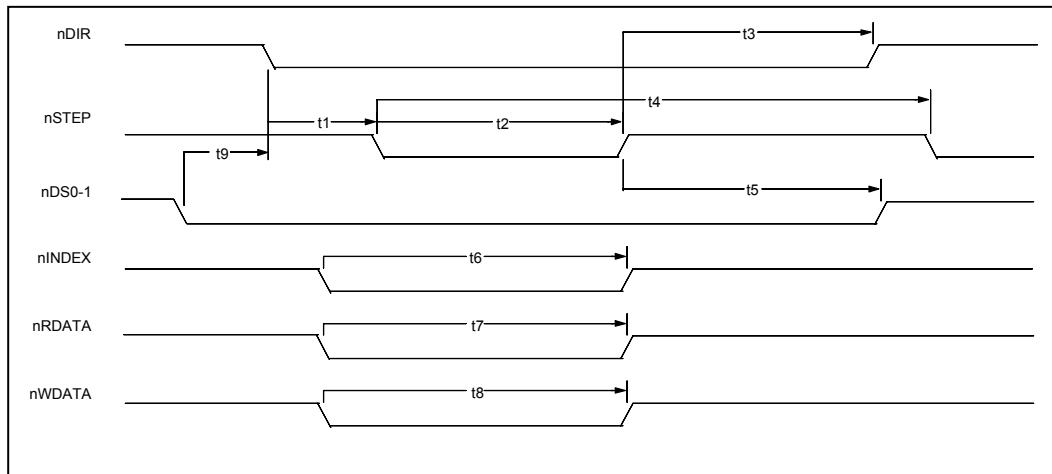 nDIR
t3
t4
nSTEP
t1
t2
t9
nDS0-1
t5
nINDEX
t6
nRDATA
t7
nWDATA
t8